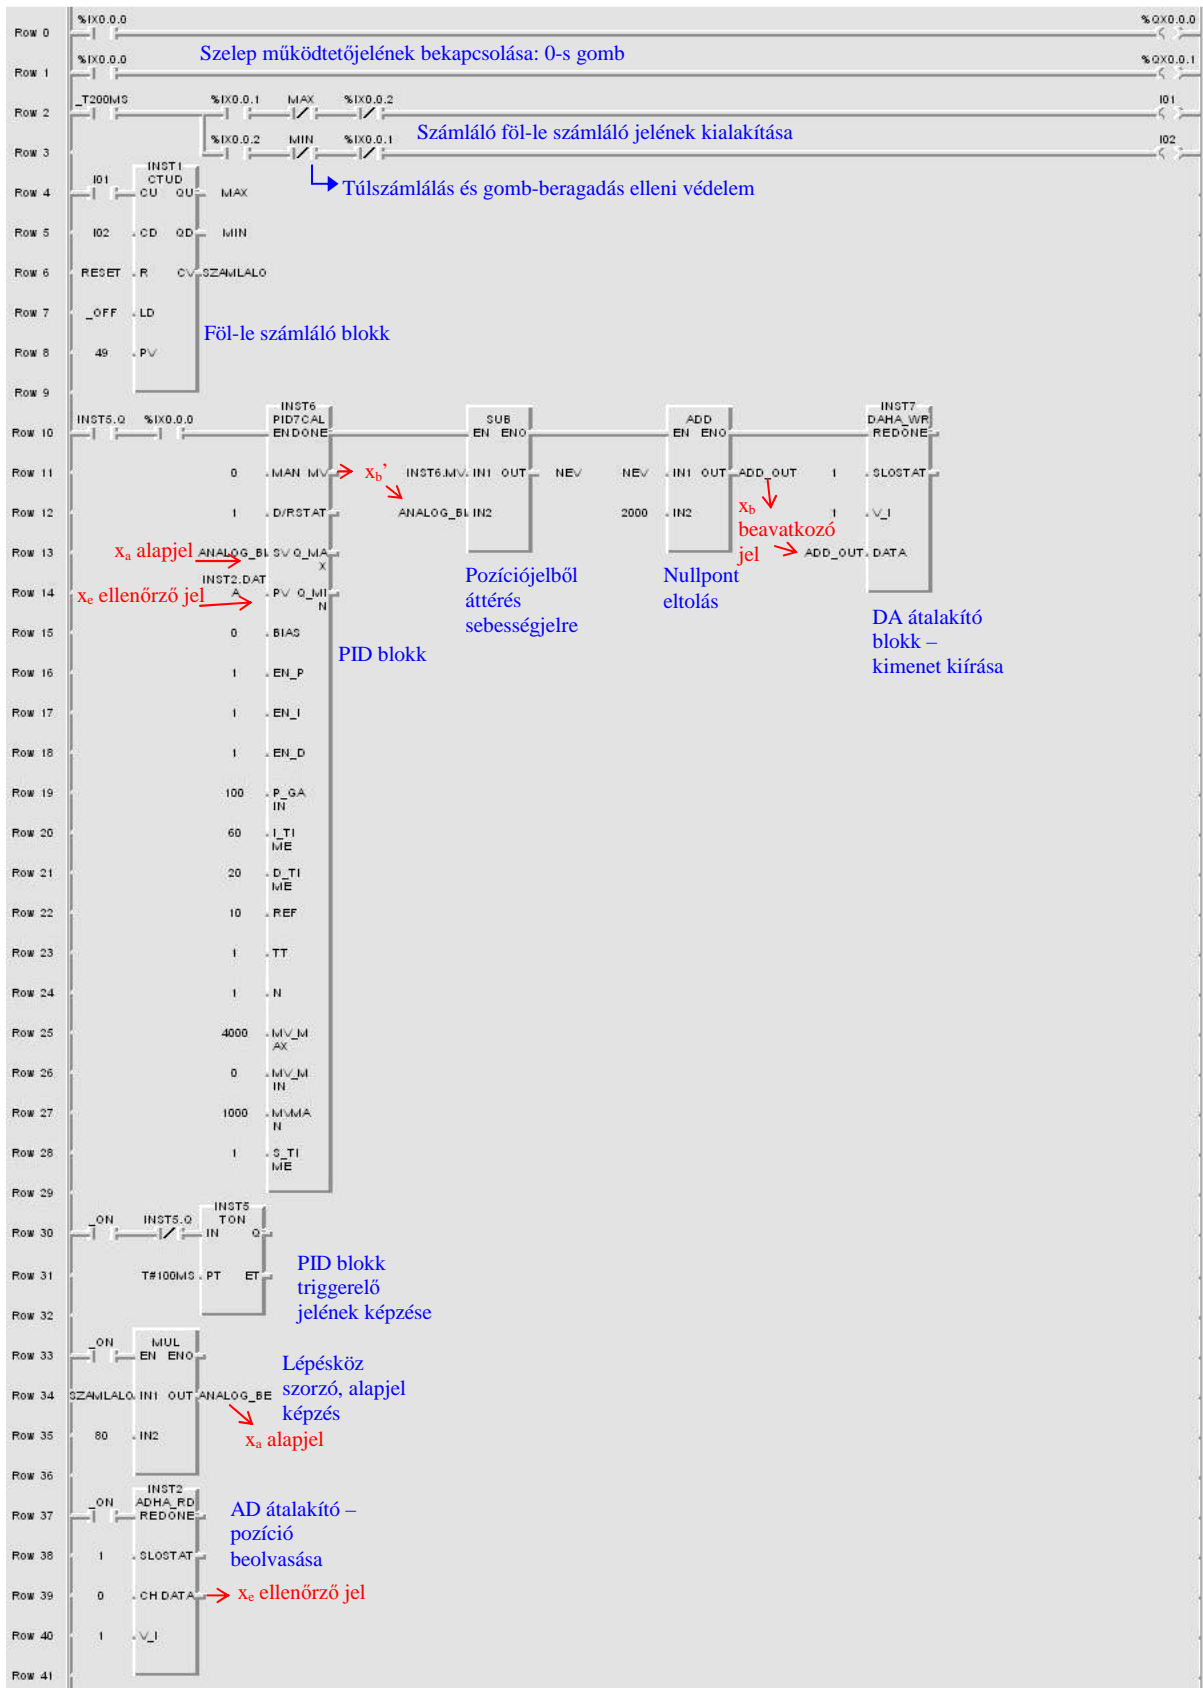 %IX0.0.0 %QX0.0.0
Row 0
Szelep működtetőjelének bekapcsolása: 0-s gomb
%IX0.0.0 %QX0.0.1
Row 1
_T200MS %IX0.0.1 MAX %IX0.0.2 I01
Row 2
Számláló föl-le számláló jelének kialakítása
%IX0.0.2 MIN %IX0.0.1 I02
Row 3
INST1
I01 CTUD
Row 4 CU QU MAX
Túlszámlálás és gomb-beragadás elleni védelem
Row 5 I02 CD QD MIN
Row 6 RESET R CV SZAMLALO
Row 7 _OFF LD
Föl-le számláló blokk
Row 8 49 PV
Row 9
INST6 INST7
INST5.Q %IX0.0.0 PID7CAL SUB ADD DAHA_WR
Row 10 EN DONE EN ENO EN ENO REDONE
Row 11 0 MAN MV xb’ INST6.MV IN1 OUT NEV NEV IN1 OUT ADD_OUT 1 SLOSTAT
Row 12 1 D/RSTAT ANALOG_BE IN2 2000 IN2 1 V_I
xb
beavatkozó
jel
Row 13 xa alapjel ANALOG_BE SV Q_MA
X
ADD_OUT DATA
INST2.DAT
A
Row 14 xe ellenőrző jel PV Q_MI
N
Pozíciójelből
áttérés
sebességjelre
Nullpont
eltolás
DA átalakító
blokk –
kimenet kiírása
Row 15 0 BIAS
PID blokk
Row 16 1 EN_P
Row 17 1 EN_I
Row 18 1 EN_D
Row 19 100 P_GA
IN
Row 20 60 I_TI
ME
Row 21 20 D_TI
ME
Row 22 10 REF
Row 23 1 TT
Row 24 1 N
Row 25 4000 MV_M
AX
Row 26 0 MV_M
IN
Row 27 1000 MVMA
N
Row 28 1 S_TI
ME
Row 29
INST5
_ON INST5.Q TON
Row 30 IN Q
Row 31 T#100MS PT ET
PID blokk
triggerelő
jelének képzése
Row 32
_ON MUL
Row 33 EN ENO
Lépésköz
szorzó, alapjel
képzés
Row 34 SZAMLALO IN1 OUT ANALOG_BE
Row 35 80 IN2
xa alapjel
Row 36
INST2
_ON ADHA_RD
Row 37 REDONE
AD átalakító –
pozíció
beolvasása
Row 38 1 SLOSTAT
Row 39 0 CH DATA xe ellenőrző jel
Row 40 1 V_I
Row 41